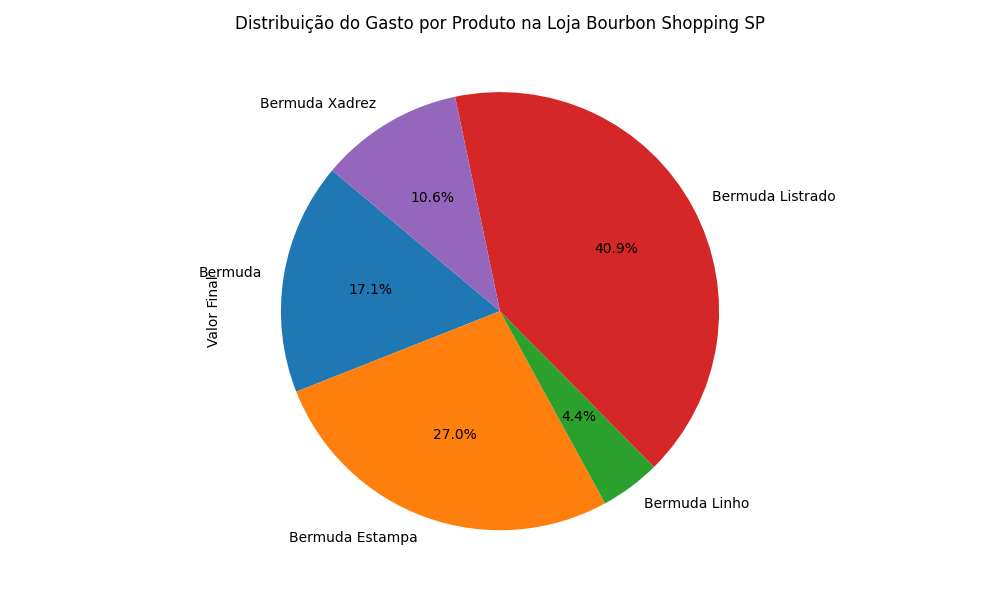 Distribuição do Gasto por Produto na Loja Bourbon Shopping SP
Bermuda Xadrez
10.6%
Bermuda Listrado
40.9%
Bermuda
17.1%
Valor Final
4.4%
27.0%
Bermuda Linho
Bermuda Estampa